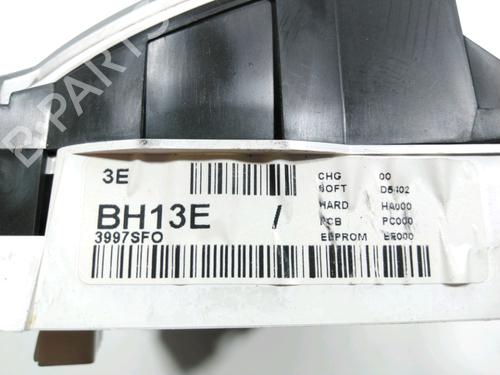 B-PARTS
3E
BH13E /
3997SFO
CHG 00
SOFT D5402
HARD HA000
PCB PC000
EEPROM EE000